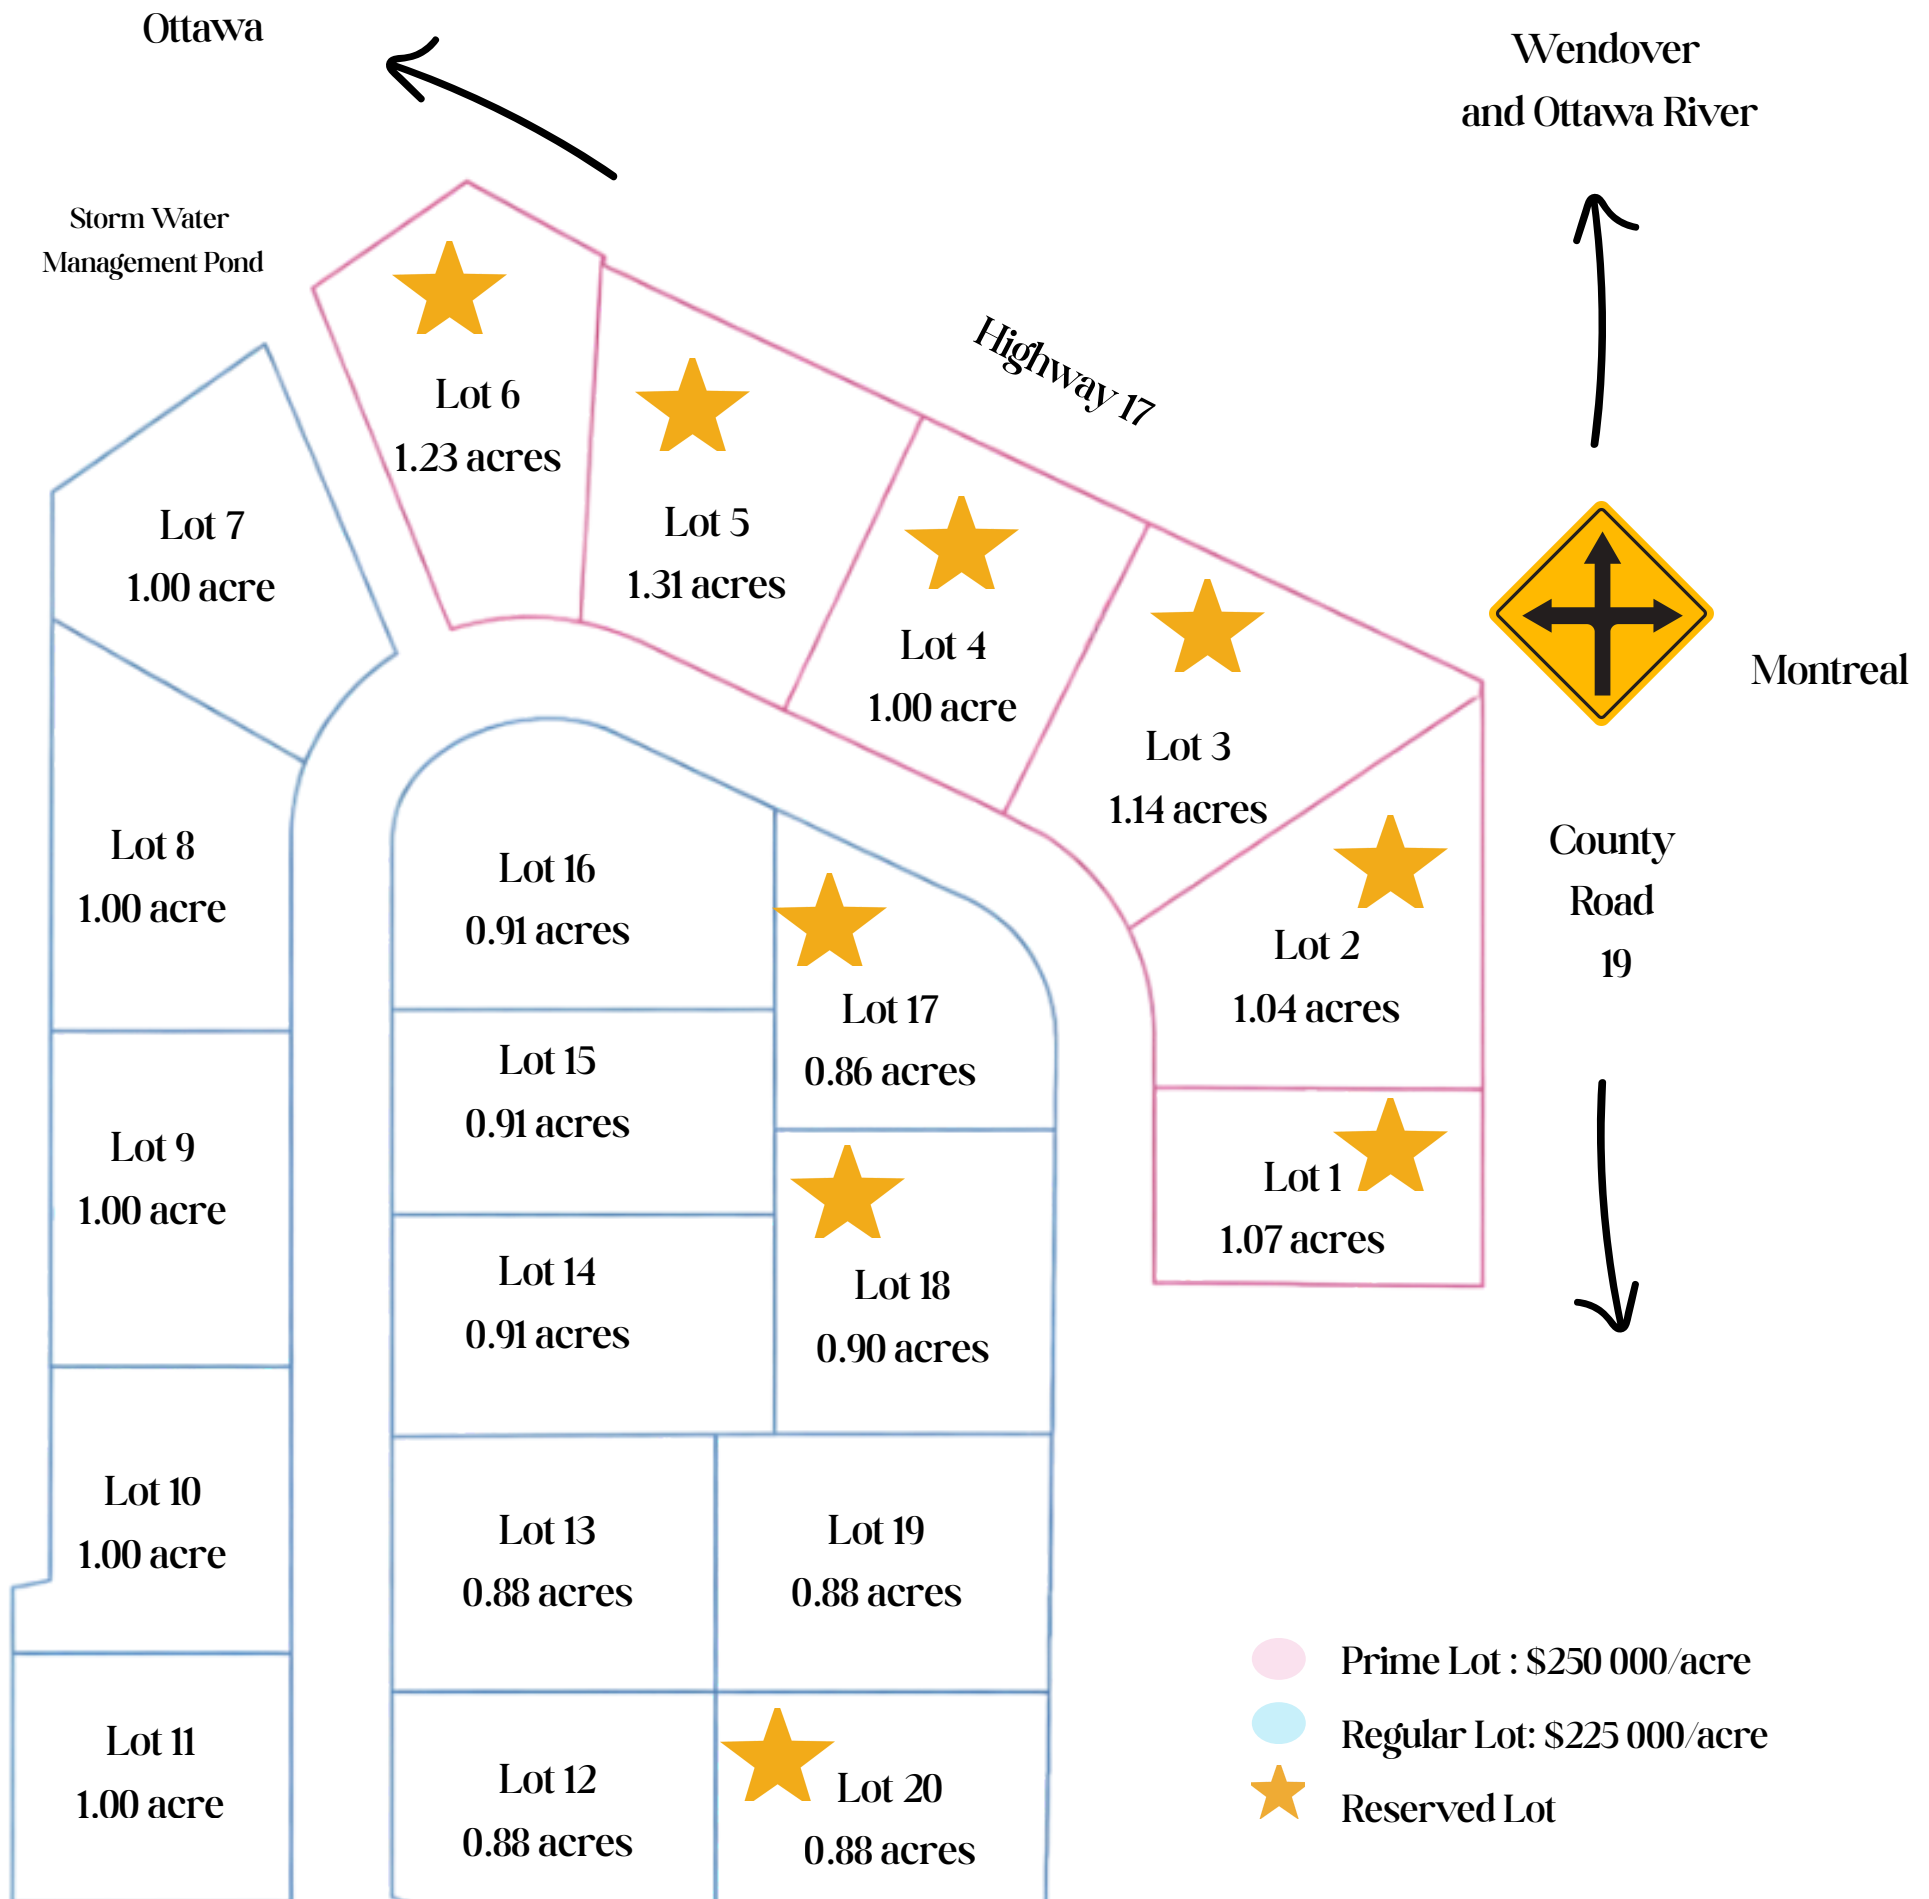 Ottawa
Wendover
and Ottawa River
Storm Water
Management Pond
Highway 17
Lot 6
1.23 acres
Lot 5
1.31 acres
Lot 7
1.00 acre
Lot 4
1.00 acre
Montreal
Lot 3
1.14 acres
County
Road
19
Lot 8
1.00 acre
Lot 16
0.91 acres
Lot 2
1.04 acres
Lot 17
0.86 acres
Lot 15
0.91 acres
Lot 9
1.00 acre
Lot 1
1.07 acres
Lot 14
0.91 acres
Lot 18
0.90 acres
Lot 10
1.00 acre
Lot 13
0.88 acres
Lot 19
0.88 acres
Lot 11
1.00 acre
Lot 12
0.88 acres
Lot 20
0.88 acres
Prime Lot : $250 000/acre
Regular Lot: $225 000/acre
Reserved Lot